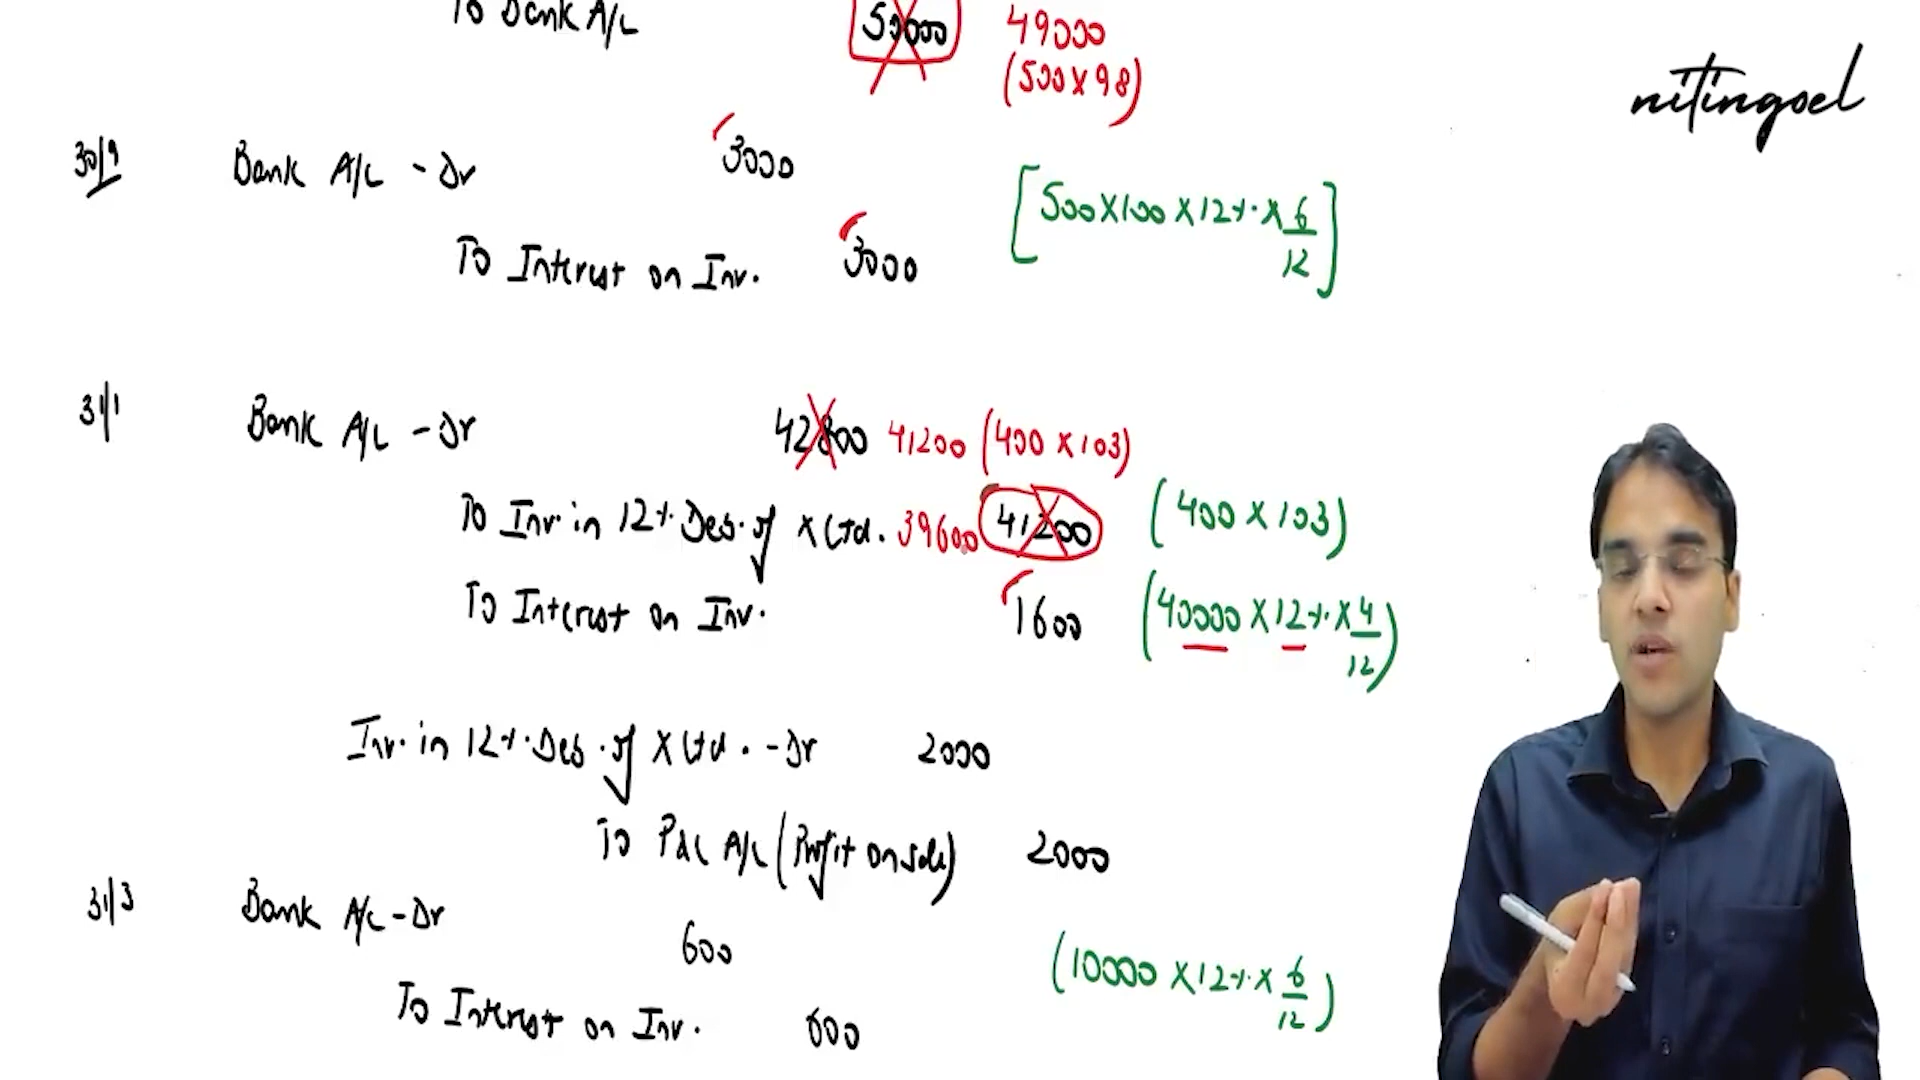 To Bank A/c 50000 49000
(500x98)
nitingoel
30/9 Bank A/c - Dr 3000
To Interest on Inv. 3000 [500x100x12%x6/12]
31/1 Bank A/c - Dr 42800 41200 (400x103)
To Inv. in 12% Deb. of X Ltd. 39600 41200 (400x103)
To Interest on Inv. 1600 (40000x12%x4/12)
Inv. in 12% Deb. of X Ltd. - Dr 2000
To P&L A/c (Profit on sale) 2000
31/3 Bank A/c - Dr 600 (10000x12%x6/12)
To Interest on Inv. 600